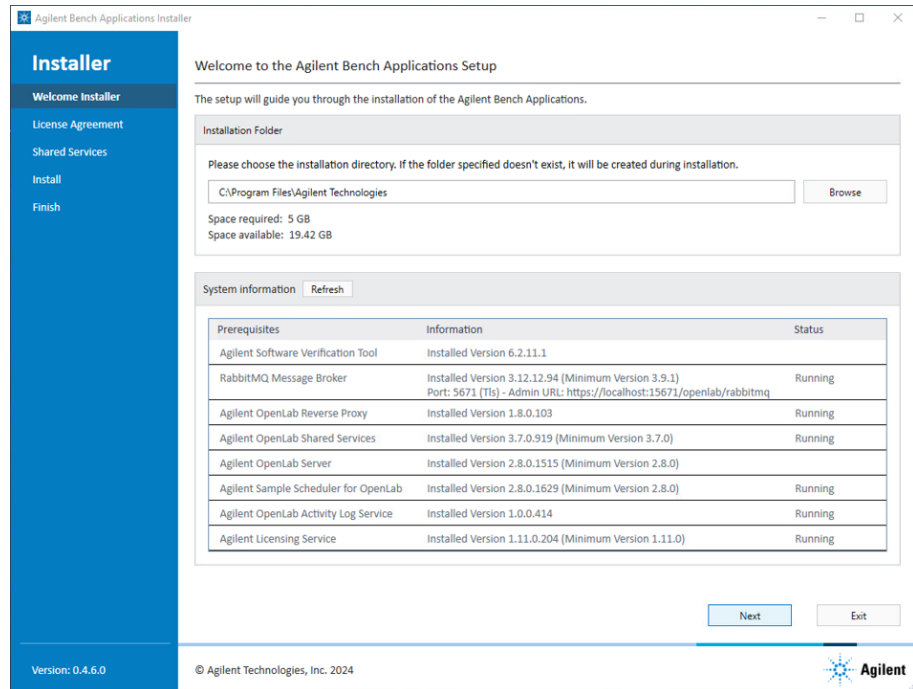 Agilent Bench Applications Installer
Installer
Welcome Installer
License Agreement
Shared Services
Install
Finish
Version: 0.4.6.0
Welcome to the Agilent Bench Applications Setup
The setup will guide you through the installation of the Agilent Bench Applications.
Installation Folder
Please choose the installation directory. If the folder specified doesn't exist, it will be created during installation.
C:\Program Files\Agilent Technologies Browse
Space required: 5 GB
Space available: 19.42 GB
System information Refresh
Prerequisites Information Status
Agilent Software Verification Tool Installed Version 6.2.11.1
RabbitMQ Message Broker Installed Version 3.12.12.94 (Minimum Version 3.9.1) Running
Port: 5671 (Tls) - Admin URL: https://localhost:15671/openlab/rabbitmq
Agilent OpenLab Reverse Proxy Installed Version 1.8.0.103 Running
Agilent OpenLab Shared Services Installed Version 3.7.0.919 (Minimum Version 3.7.0) Running
Agilent OpenLab Server Installed Version 2.8.0.1515 (Minimum Version 2.8.0)
Agilent Sample Scheduler for OpenLab Installed Version 2.8.0.1629 (Minimum Version 2.8.0) Running
Agilent OpenLab Activity Log Service Installed Version 1.0.0.414 Running
Agilent Licensing Service Installed Version 1.11.0.204 (Minimum Version 1.11.0) Running
Next Exit
© Agilent Technologies, Inc. 2024 Agilent